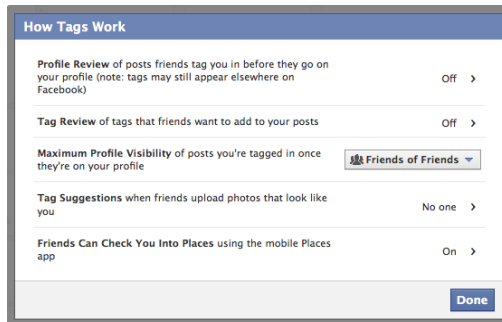 How Tags Work
Profile Review of posts friends tag you in before they go on
your profile (note: tags may still appear elsewhere on
Facebook)
Off
Tag Review of tags that friends want to add to your posts
Off
Maximum Profile Visibility of posts you're tagged in once
they're on your profile
Friends of Friends
Tag Suggestions when friends upload photos that look like
you
No one
Friends Can Check You Into Places using the mobile Places
app
On
Done